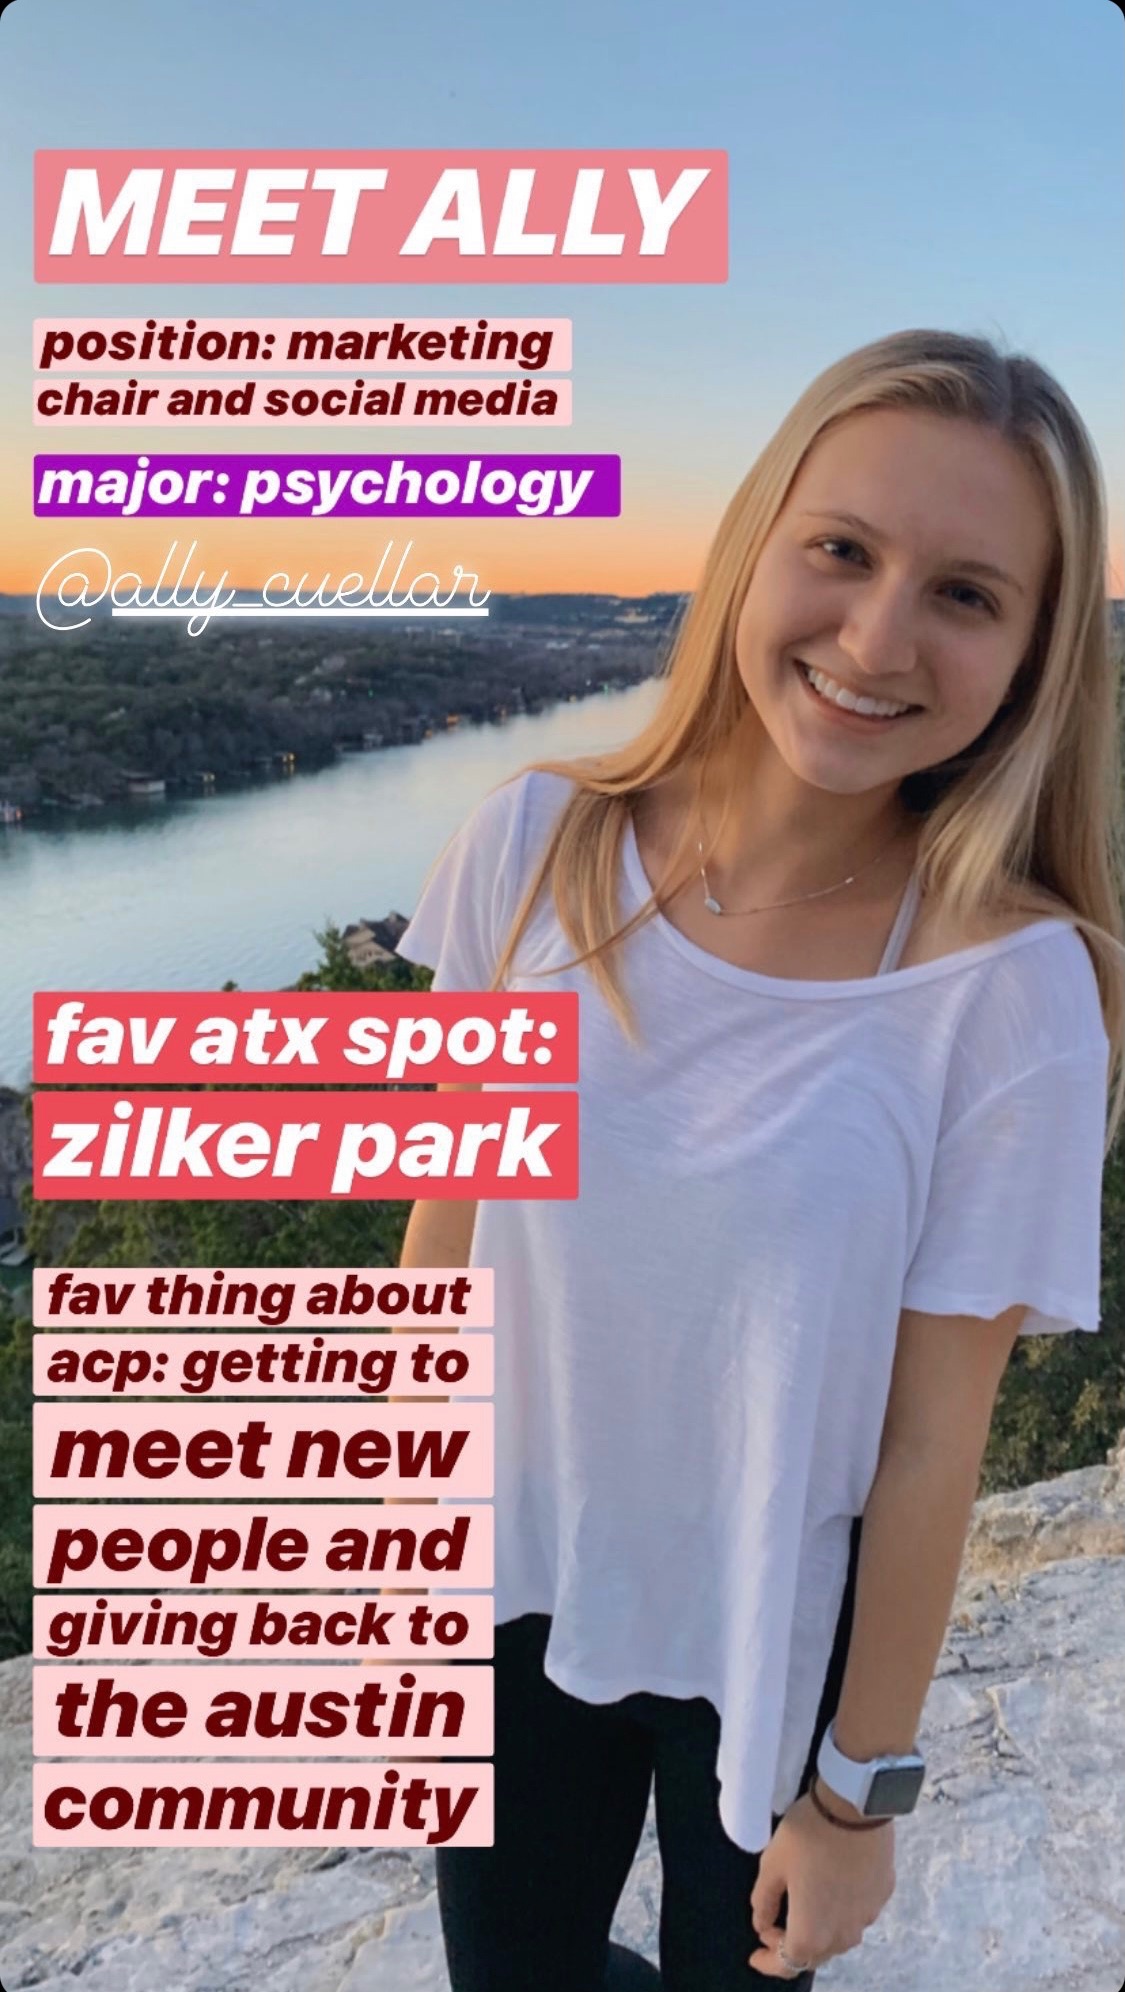 MEET ALLY
position: marketing
chair and social media
major: psychology
@ally_cuellar
fav atx spot:
zilker park
fav thing about
acp: getting to
meet new
people and
giving back to
the austin
community